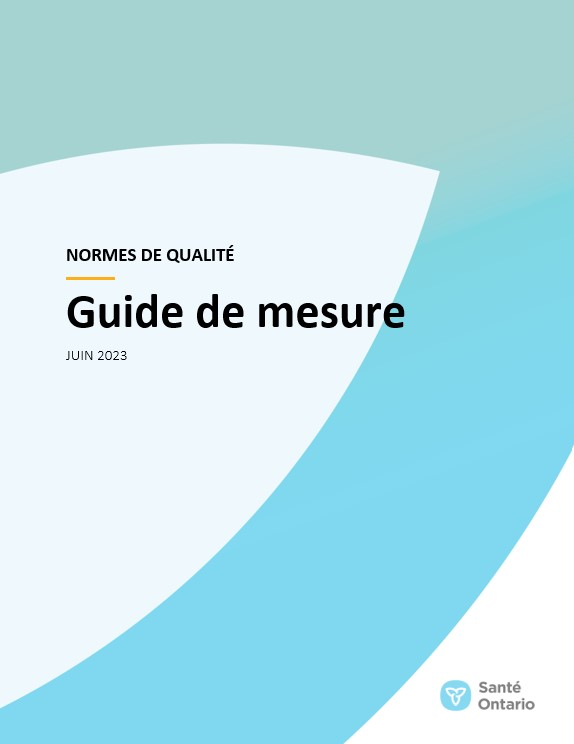 NORMES DE QUALITÉ
Guide de mesure
JUIN 2023
Santé
Ontario